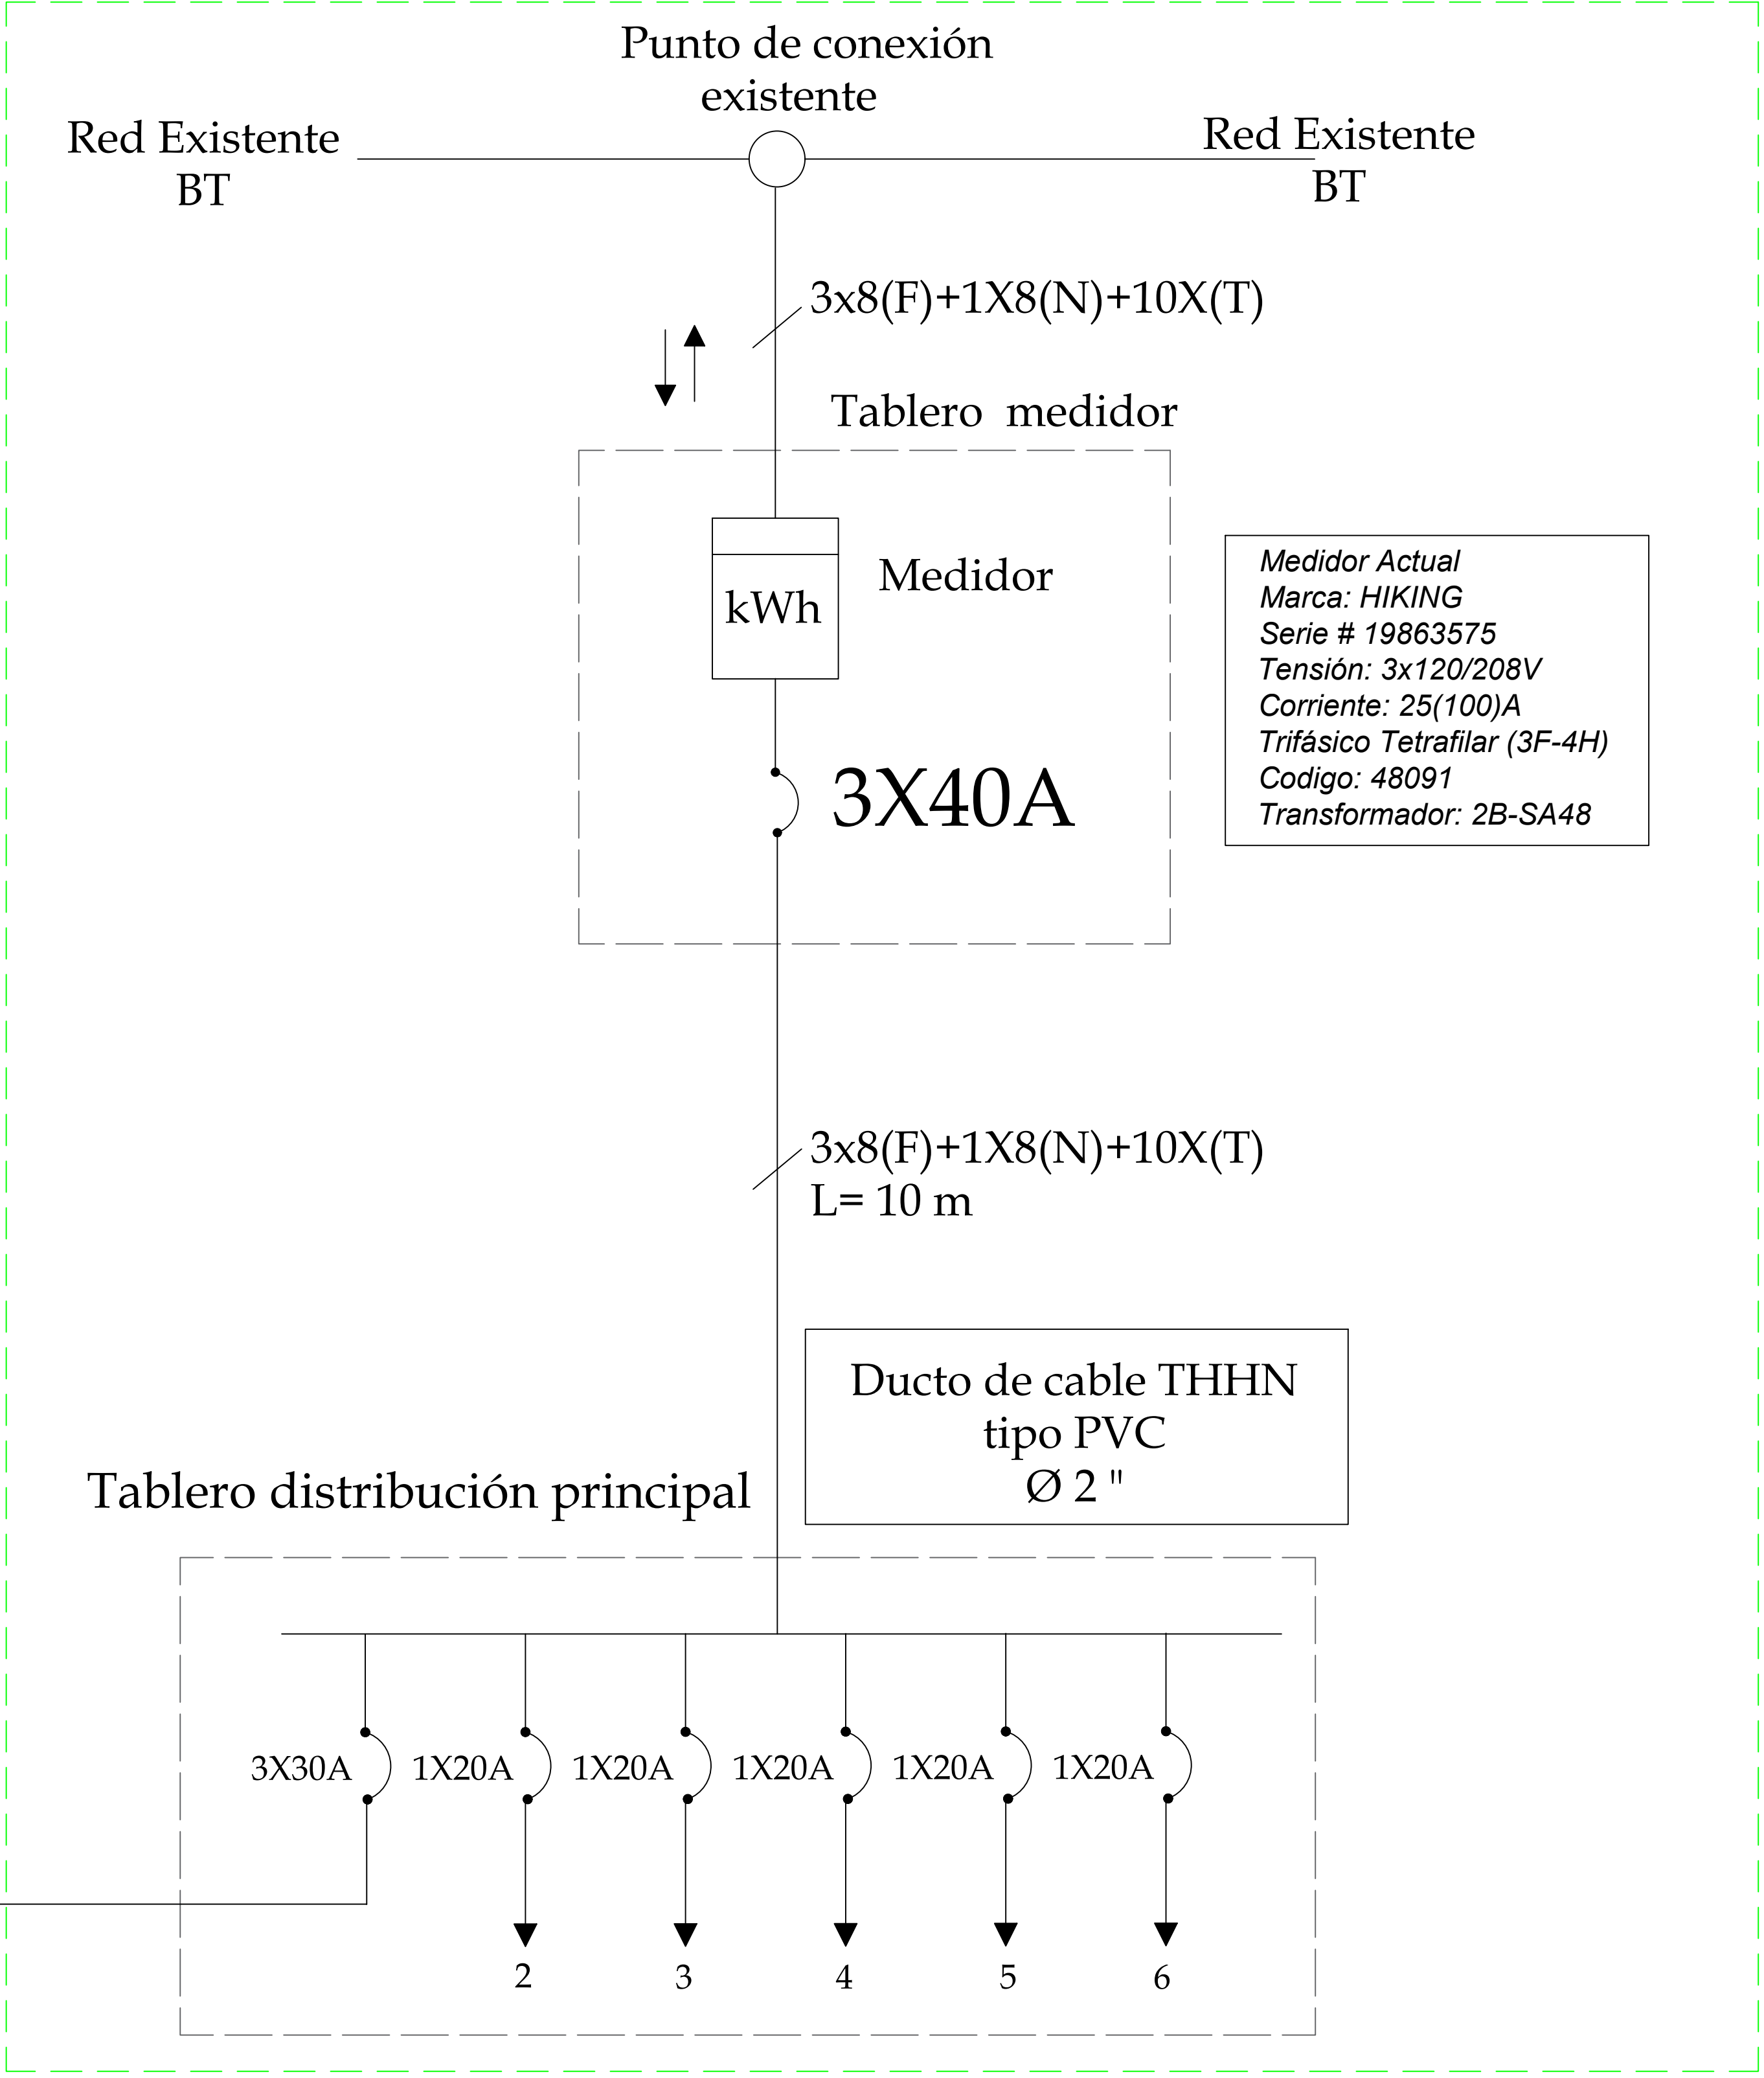 Punto de conexión
existente
Red Existente
BT
Red Existente
BT
3x8(F)+1X8(N)+10X(T)
Tablero medidor
Medidor
kWh
3X40A
Medidor Actual
Marca: HIKING
Serie # 19863575
Tensión: 3x120/208V
Corriente: 25(100)A
Trifásico Tetrafilar (3F-4H)
Codigo: 48091
Transformador: 2B-SA48
3x8(F)+1X8(N)+10X(T)
L= 10 m
Ducto de cable THHN
tipo PVC
Ø 2 "
Tablero distribución principal
3X30A 1X20A 1X20A 1X20A 1X20A 1X20A
2 3 4 5 6